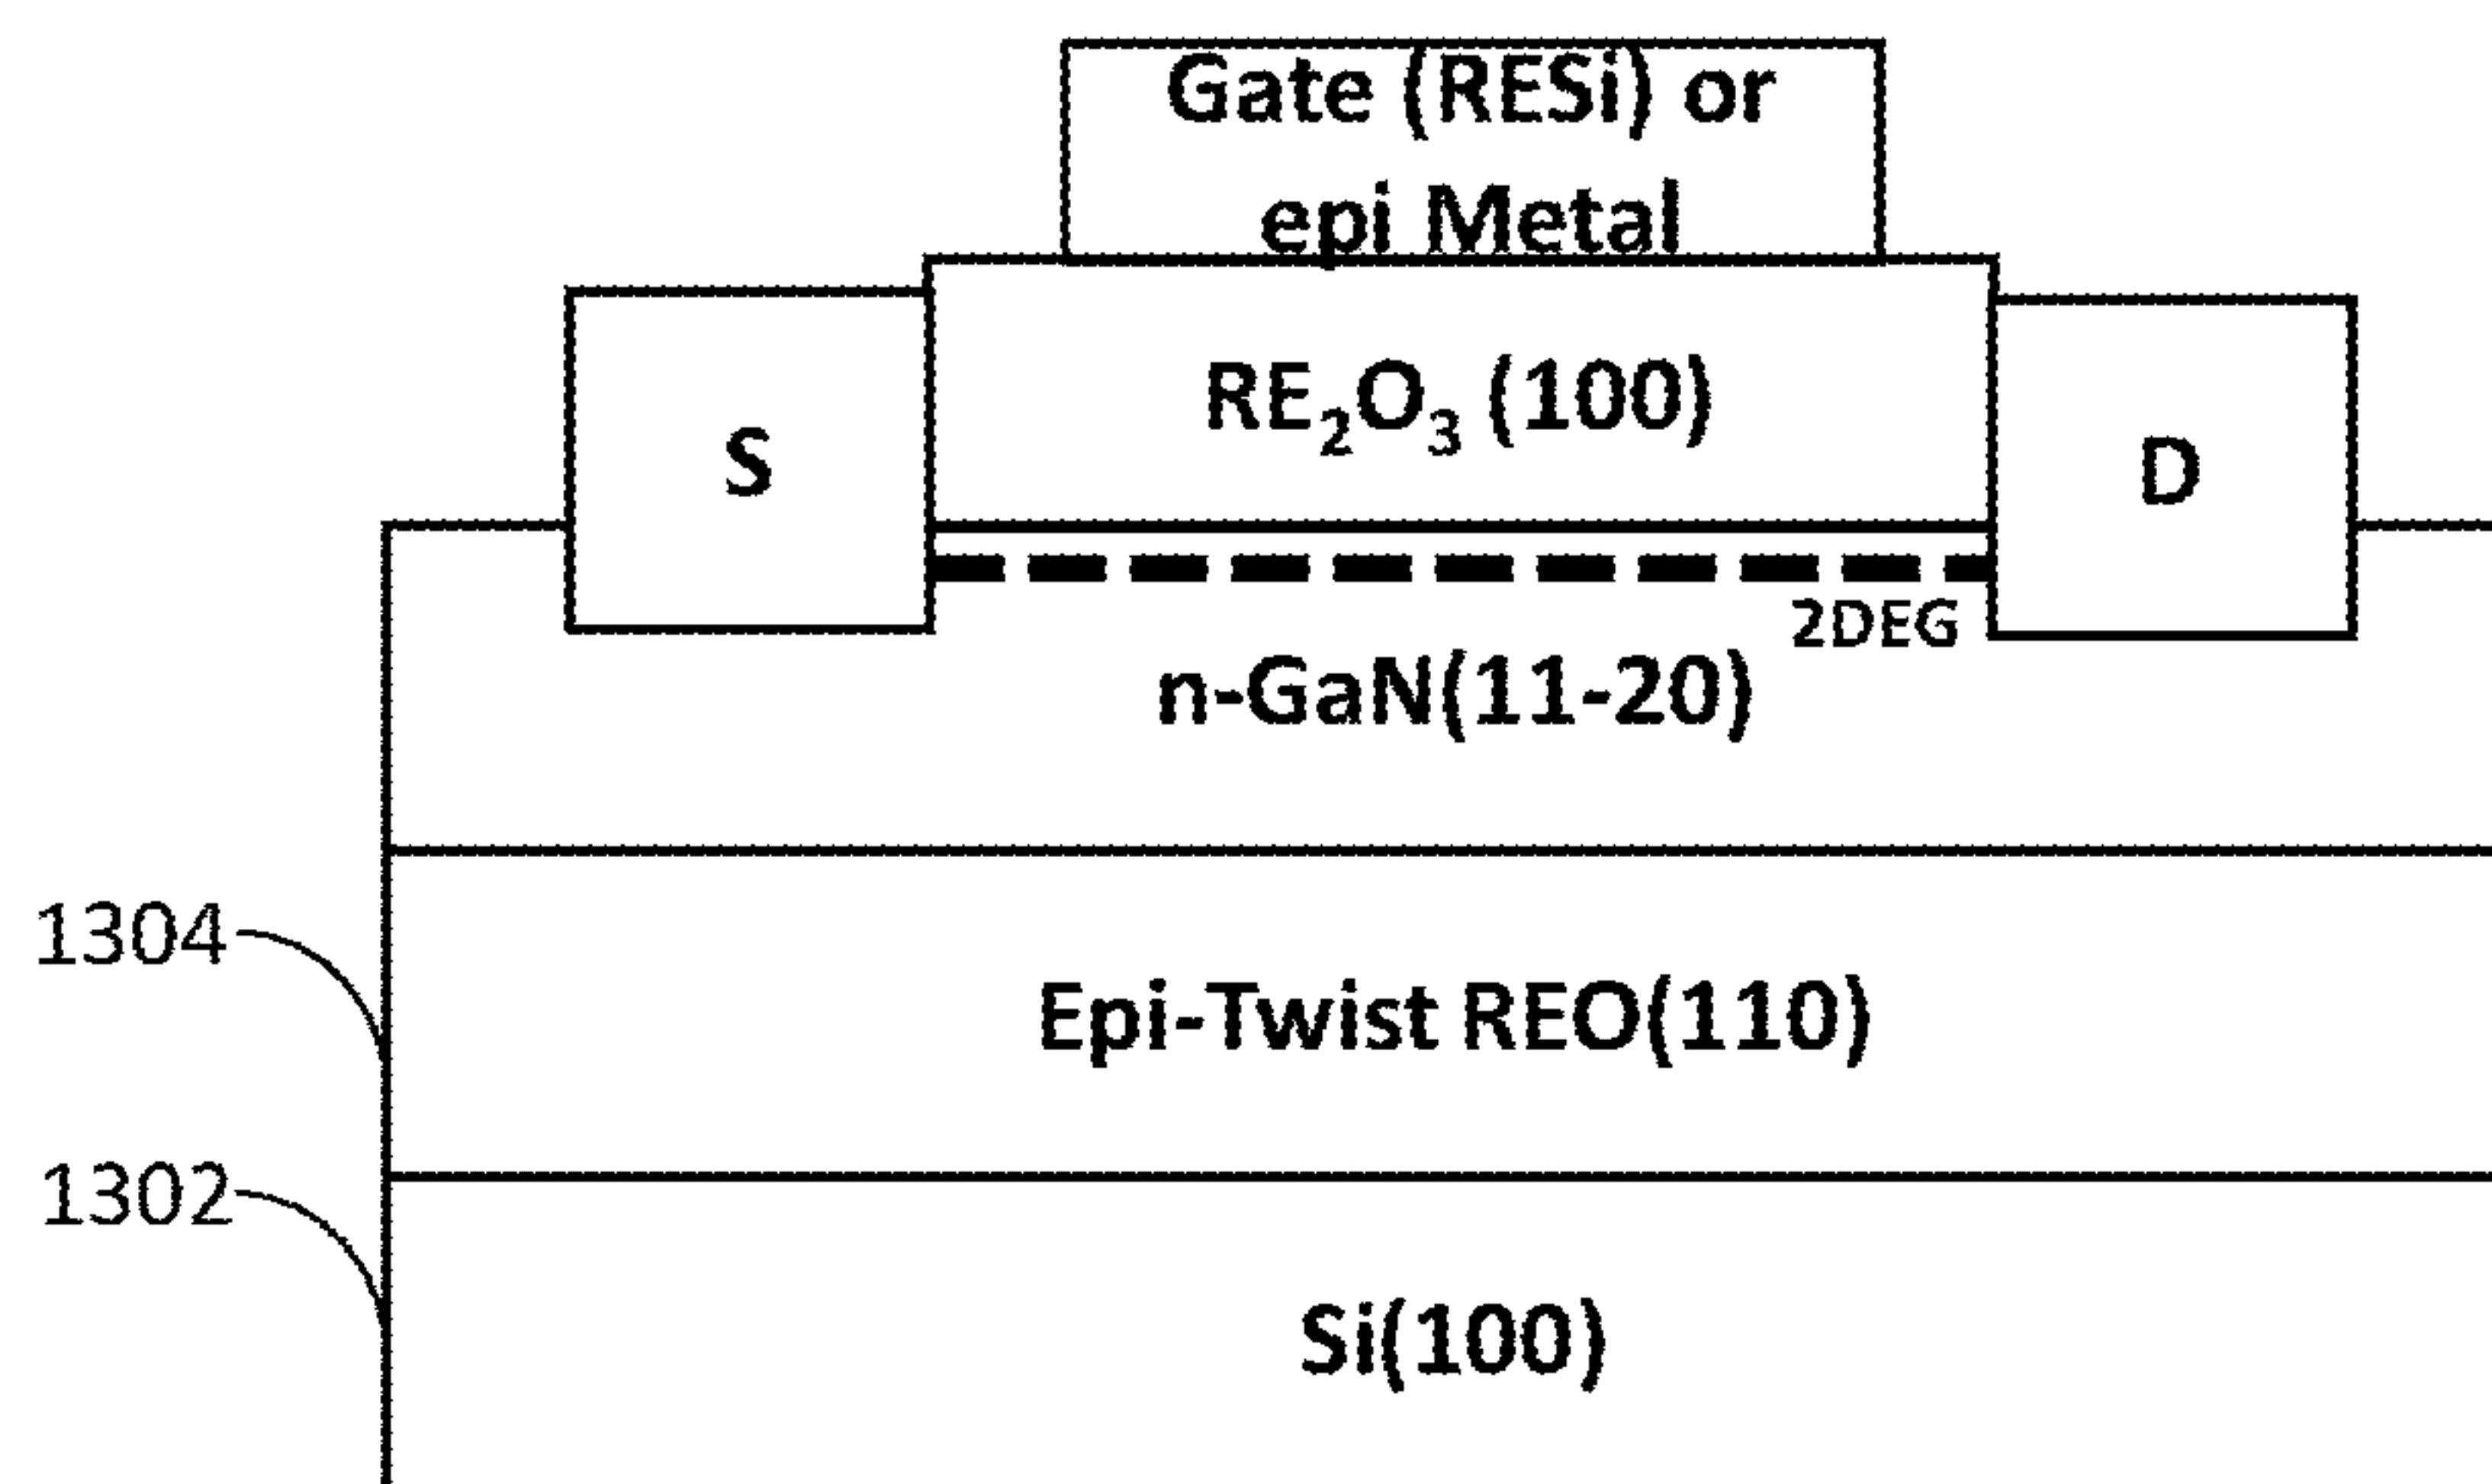 Gate (RESi) or
epi Metal
RE₂O₃ (100)
S
D
2DEG
n-GaN(11-20)
1304
Epi-Twist REO(110)
1302
Si(100)